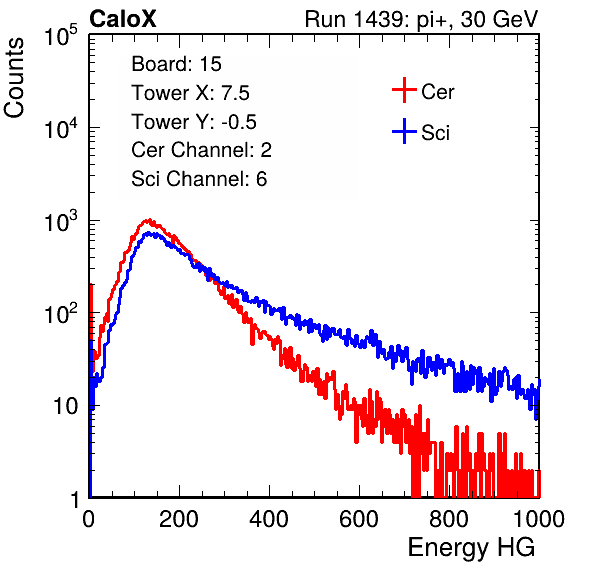 CaloX Run 1439: pi+, 30 GeV
Board: 15
Tower X: 7.5
Tower Y: -0.5
Cer Channel: 2
Sci Channel: 6
Cer
Sci
Counts
10^5
10^4
10^3
10^2
10
1
0 200 400 600 800 1000
Energy HG